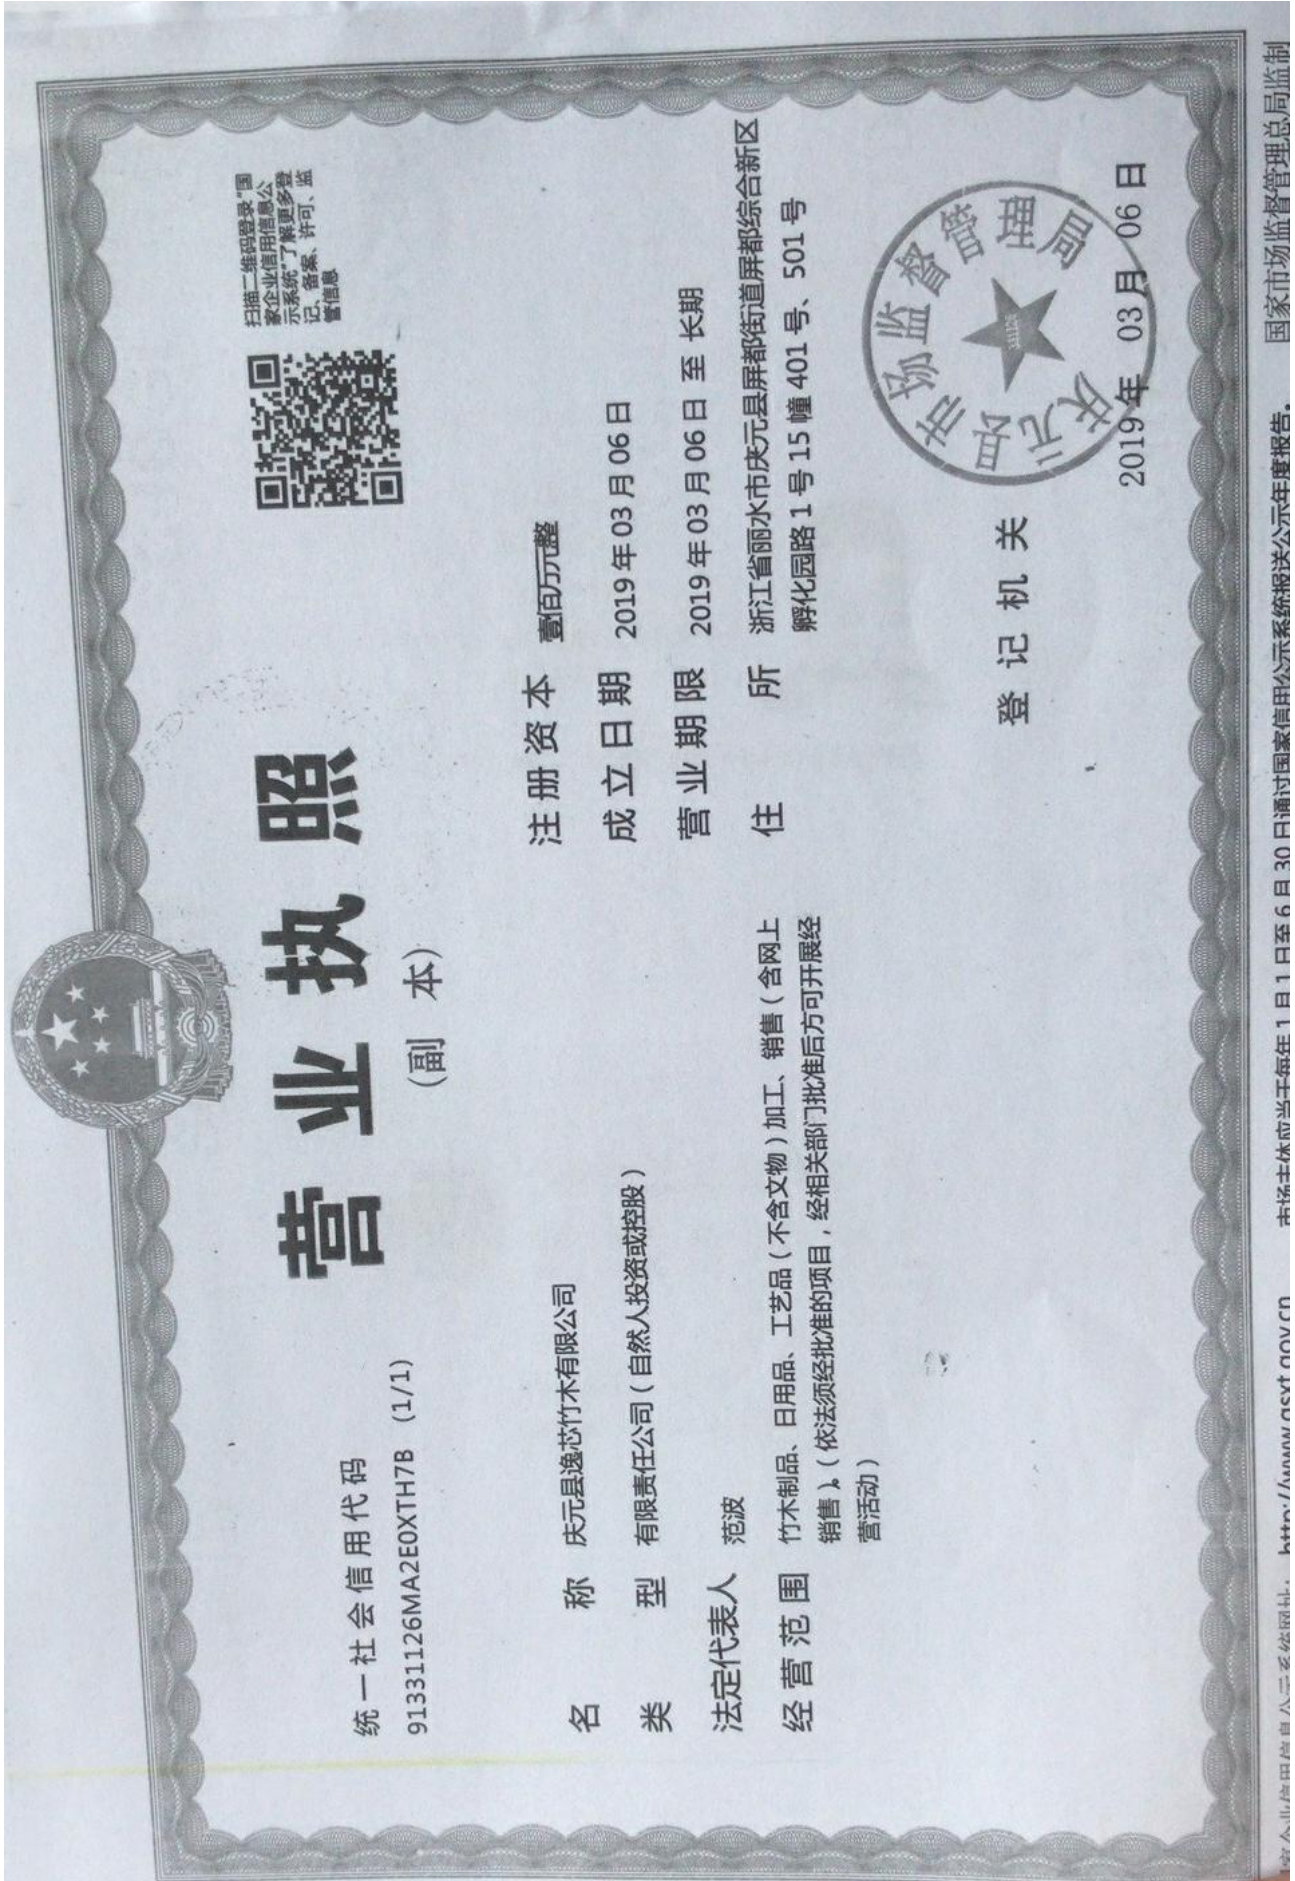 统一社会信用代码
91331126MA2E0XTH7B (1/1)
营业执照
(副 本)
扫描二维码登录“国
家企业信用信息公
示系统”了解更多登
记、备案、许可、监
管信息
名 称 庆元县逸芯竹木有限公司
类 型 有限责任公司(自然人投资或控股)
法定代表人 范波
经营范围 竹木制品、日用品、工艺品(不含文物)加工、销售(含网上
销售)。(依法须经批准的项目,经相关部门批准后方可开展经
营活动)
注册资本 壹佰万元整
成立日期 2019年03月06日
营业期限 2019年03月06日 至 长期
住 所 浙江省丽水市庆元县屏都街道屏都综合新区
孵化园路1号15幢401号、501号
登记机关
庆元县市场监督管理局
2019年 03月 06日
家企业信用信息公示系统网址: http://www.gsxt.gov.cn
市场主体应当于每年1月1日至6月30日通过国家信用公示系统报送公示年度报告。
国家市场监督管理总局监制